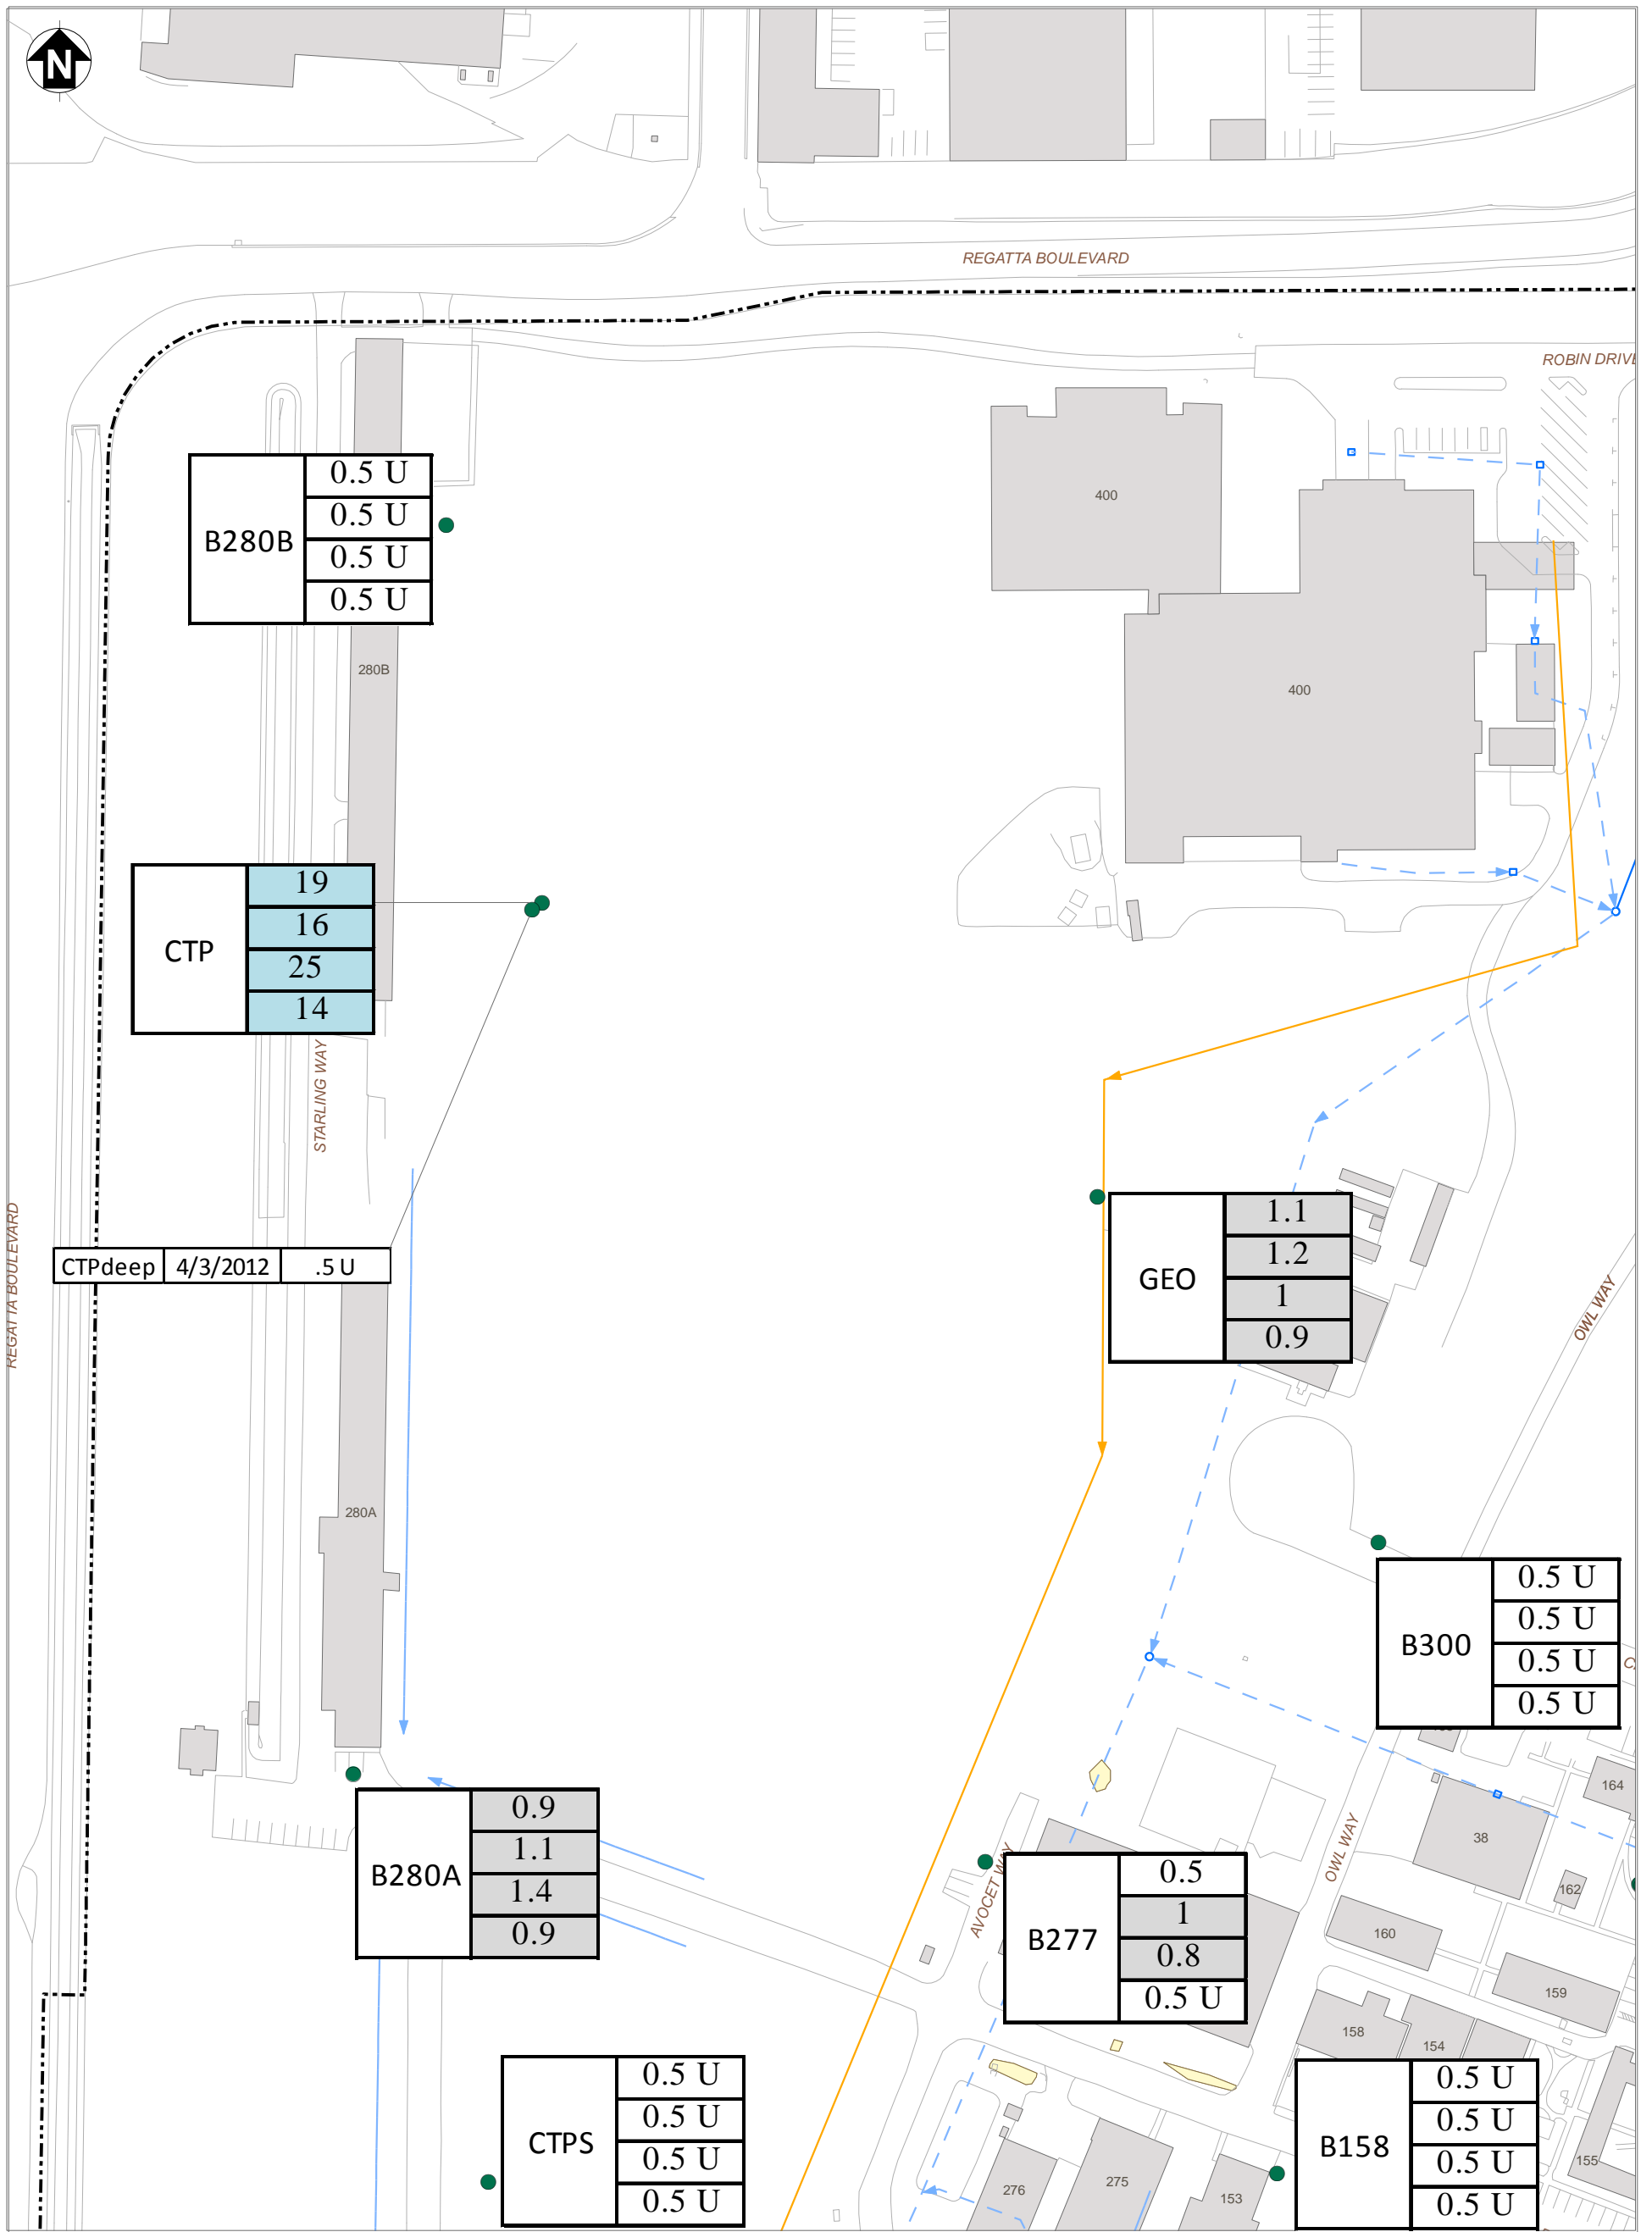 N
REGATTA BOULEVARD
ROBIN DRIVE
400
B280B
0.5 U
0.5 U
0.5 U
0.5 U
280B
400
CTP
19
16
25
14
STARLING WAY
REGATTA BOULEVARD
CTPdeep 4/3/2012 .5 U
GEO
1.1
1.2
1
0.9
OWL WAY
280A
B300
0.5 U
0.5 U
0.5 U
0.5 U
164
38
162
OWL WAY
B280A
0.9
1.1
1.4
0.9
AVOCET WAY
B277
0.5
1
0.8
0.5 U
160
159
158
154
CTPS
0.5 U
0.5 U
0.5 U
0.5 U
B158
0.5 U
0.5 U
0.5 U
0.5 U
155
276
275
153